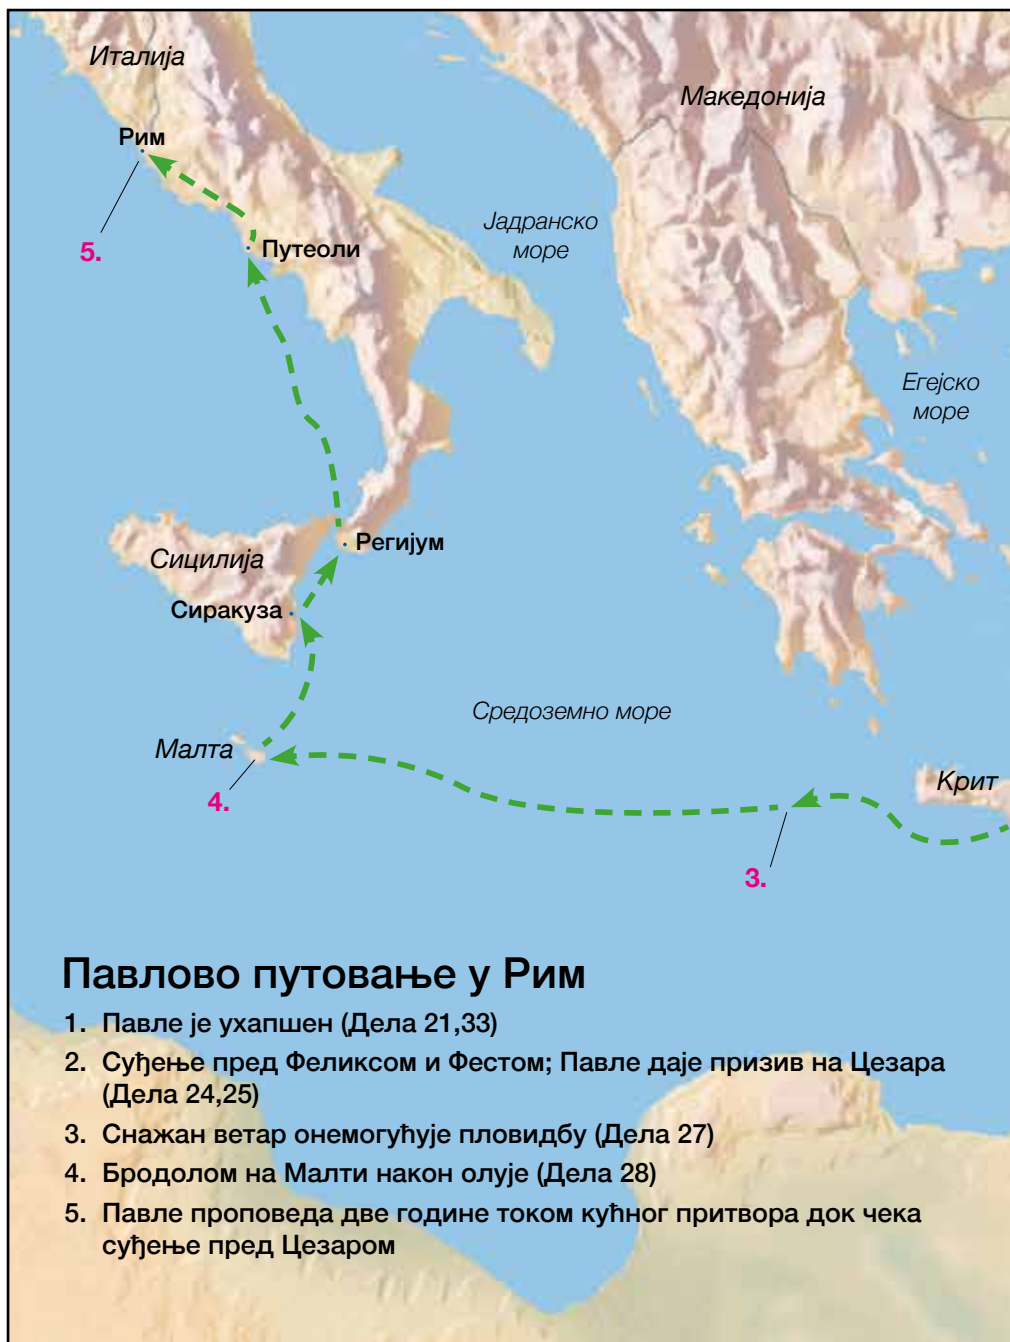 Италија
Македонија
Рим
Јадранско
море
5.
Путеоли
Егејско
море
Регијум
Сицилија
Сиракуза
Средоземно море
Малта
Крит
4.
3.
Павлово путовање у Рим
1. Павле је ухапшен (Дела 21,33)
2. Суђење пред Феликсом и Фестом; Павле даје призив на Цезара
(Дела 24,25)
3. Снажан ветар онемогућује пловидбу (Дела 27)
4. Бродолом на Малти након олује (Дела 28)
5. Павле проповеда две године током кућног притвора док чека
суђење пред Цезаром